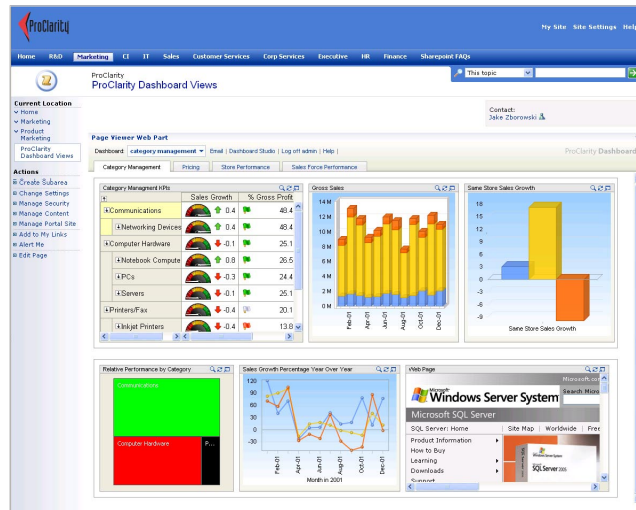 ProClarity
My Site Site Settings Help
Home R&D Marketing CI IT Sales Customer Services Corp Services Executive HR Finance Sharepoint FAQs
ProClarity
ProClarity Dashboard Views
This topic
Current Location
Home
Marketing
Product
Marketing
ProClarity
Dashboard Views
Actions
Create Subarea
Change Settings
Manage Security
Manage Content
Manage Portal Site
Add to My Links
Alert Me
Edit Page
Contact:
Jake Zborowski
Page Viewer Web Part
Dashboard: category management Email | Dashboard Studio | Log off admin | Help |
ProClarity Dashboard
Category Management Pricing Store Performance Sales Force Performance
Category Managment KPIs
Sales Growth % Gross Profit
Communications 0.4 48.4
Networking Devices 0.4 48.4
Computer Hardware -0.1 25.1
Notebook Compute 0.8 26.5
PCs -0.3 24.4
Servers -0.1 25.1
Printers/Fax -0.4 20.1
Inkjet Printers -0.4 13.8
Gross Sales
14 M
12 M
10 M
8 M
6 M
4 M
2 M
0 M
Feb-01 Apr-01 Jun-01 Aug-01 Oct-01 Dec-01
Same Store Sales Growth
18
15
12
9
6
3
0
-3
-6
-9
Same Store Sales Growth
Relative Performance by Category
Communications
Computer Hardware P...
Sales Growth Percentage Year Over Year
120
90
60
30
0
-30
Feb-01 Apr-01 Jun-01 Aug-01 Oct-01 Dec-01
Month in 2001
Web Page
Microsoft.com
Search Micro
Microsoft
Windows Server System
Microsoft SQL Server
SQL Server: Home | Site Map | Worldwide | Free
Product Information
How to Buy
Learning
Downloads
Support
Windows Server System
SQL Server 2005